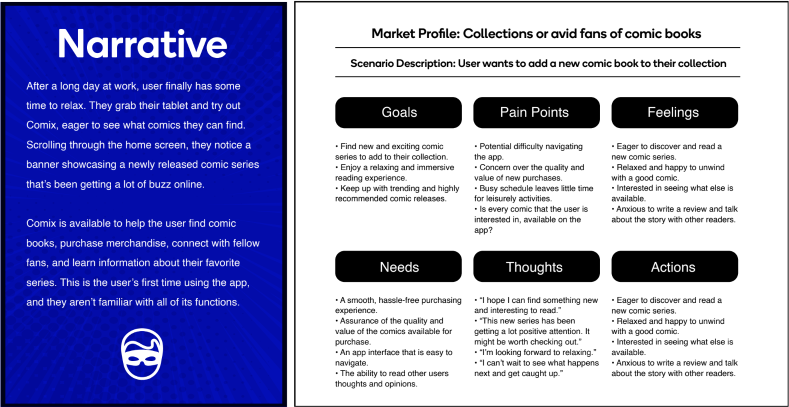 Narrative
After a long day at work, user finally has some
time to relax. They grab their tablet and try out
Comix, eager to see what comics they can find.
Scrolling through the home screen, they notice a
banner showcasing a newly released comic series
that's been getting a lot of buzz online.
Comix is available to help the user find comic
books, purchase merchandise, connect with fellow
fans, and learn information about their favorite
series. This is the user's first time using the app,
and they aren't familiar with all of its functions.
Market Profile: Collections or avid fans of comic books
Scenario Description: User wants to add a new comic book to their collection
Goals
• Find new and exciting comic
series to add to their collection.
• Enjoy a relaxing and immersive
reading experience.
• Keep up with trending and highly
recommended comic releases.
Pain Points
• Potential difficulty navigating
the app.
• Concern over the quality and
value of new purchases.
• Busy schedule leaves little time
for leisurely activities.
• Is every comic that the user is
interested in, available on the
app?
Feelings
• Eager to discover and read a
new comic series.
• Relaxed and happy to unwind
with a good comic.
• Interested in seeing what else is
available.
• Anxious to write a review and talk
about the story with other readers.
Needs
• A smooth, hassle-free purchasing
experience.
• Assurance of the quality and
value of the comics available for
purchase.
• An app interface that is easy to
navigate.
• The ability to read other users
thoughts and opinions.
Thoughts
• “I hope I can find something new
and interesting to read.”
• “This new series has been
getting a lot positive attention. It
might be worth checking out.”
• “I'm looking forward to relaxing.”
• “I can't wait to see what happens
next and get caught up.”
Actions
• Eager to discover and read a
new comic series.
• Relaxed and happy to unwind
with a good comic.
• Interested in seeing what else is
available.
• Anxious to write a review and talk
about the story with other readers.